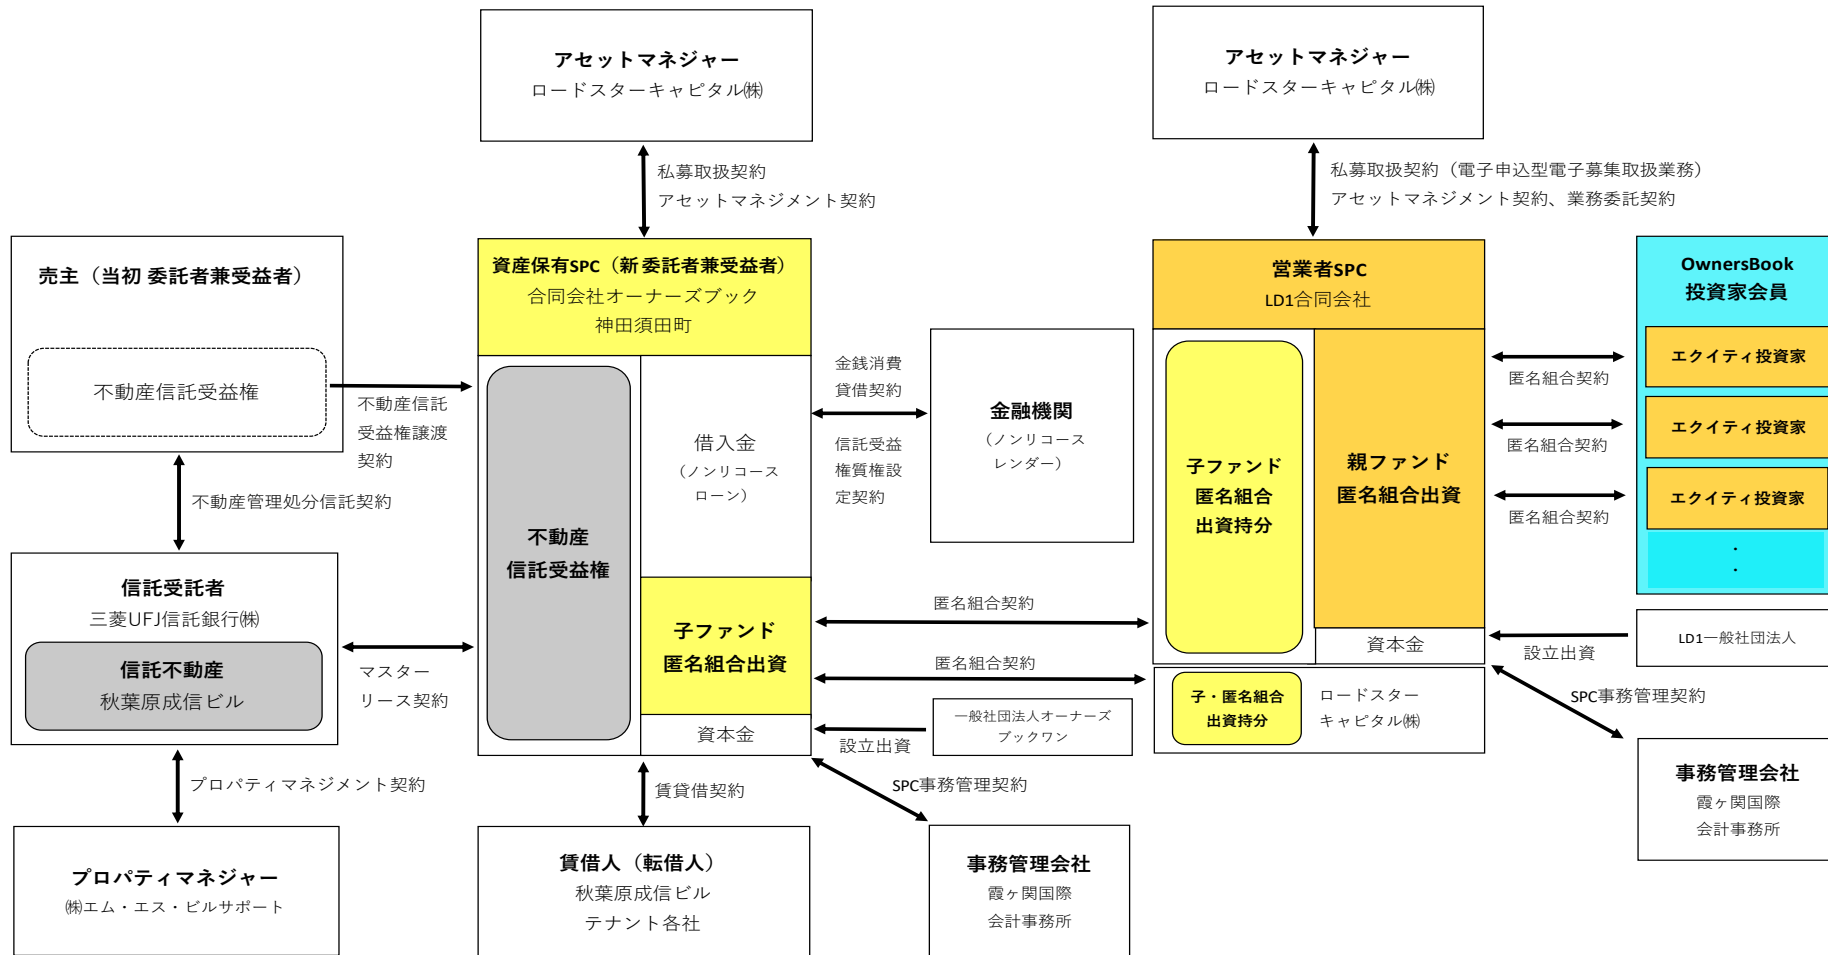 アセットマネジャー
ロードスターキャピタル㈱
アセットマネジャー
ロードスターキャピタル㈱
私募取扱契約
アセットマネジメント契約
私募取扱契約（電子申込型電子募集取扱業務）
アセットマネジメント契約、業務委託契約
売主（当初 委託者兼受益者）
不動産信託受益権
不動産信託
受益権譲渡
契約
不動産管理処分信託契約
信託受託者
三菱UFJ信託銀行㈱
信託不動産
秋葉原成信ビル
マスター
リース契約
プロパティマネジメント契約
プロパティマネジャー
㈱エム・エス・ビルサポート
資産保有SPC（新 委託者兼受益者）
合同会社オーナーズブック
神田須田町
不動産
信託受益権
借入金
（ノンリコース
ローン）
子ファンド
匿名組合出資
資本金
賃貸借契約
賃借人（転借人）
秋葉原成信ビル
テナント各社
金銭消費
貸借契約
信託受益
権質権設
定契約
金融機関
（ノンリコース
レンダー）
匿名組合契約
匿名組合契約
設立出資
一般社団法人オーナーズ
ブックワン
SPC事務管理契約
事務管理会社
霞ヶ関国際
会計事務所
営業者SPC
LD1合同会社
子ファンド
匿名組合
出資持分
親ファンド
匿名組合出資
資本金
子・匿名組合
出資持分
ロードスター
キャピタル㈱
OwnersBook
投資家会員
エクイティ投資家
匿名組合契約
エクイティ投資家
匿名組合契約
エクイティ投資家
匿名組合契約
・
・
LD1一般社団法人
設立出資
SPC事務管理契約
事務管理会社
霞ヶ関国際
会計事務所